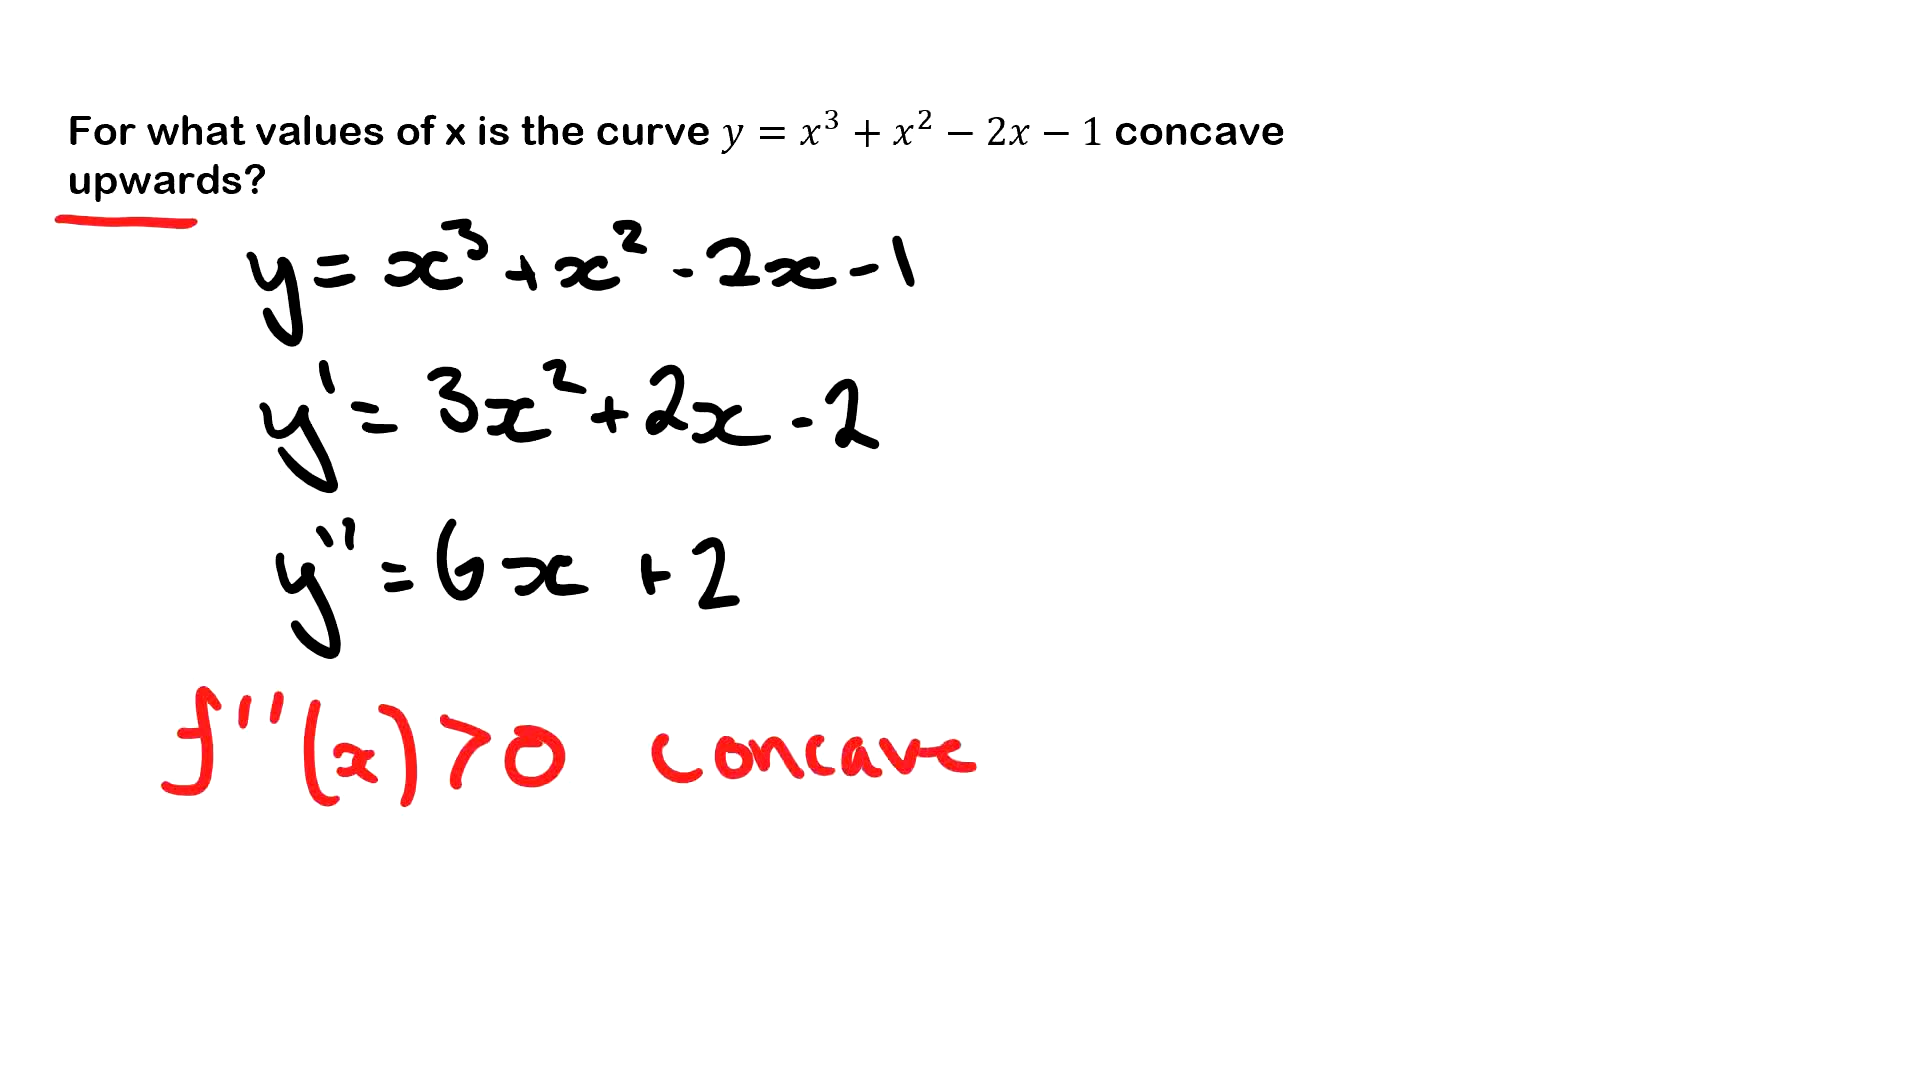 For what values of x is the curve y = x³ + x² − 2x − 1 concave
upwards?
y = x³ + x² - 2x - 1
y' = 3x² + 2x - 2
y'' = 6x + 2
f''(x) > 0 concave